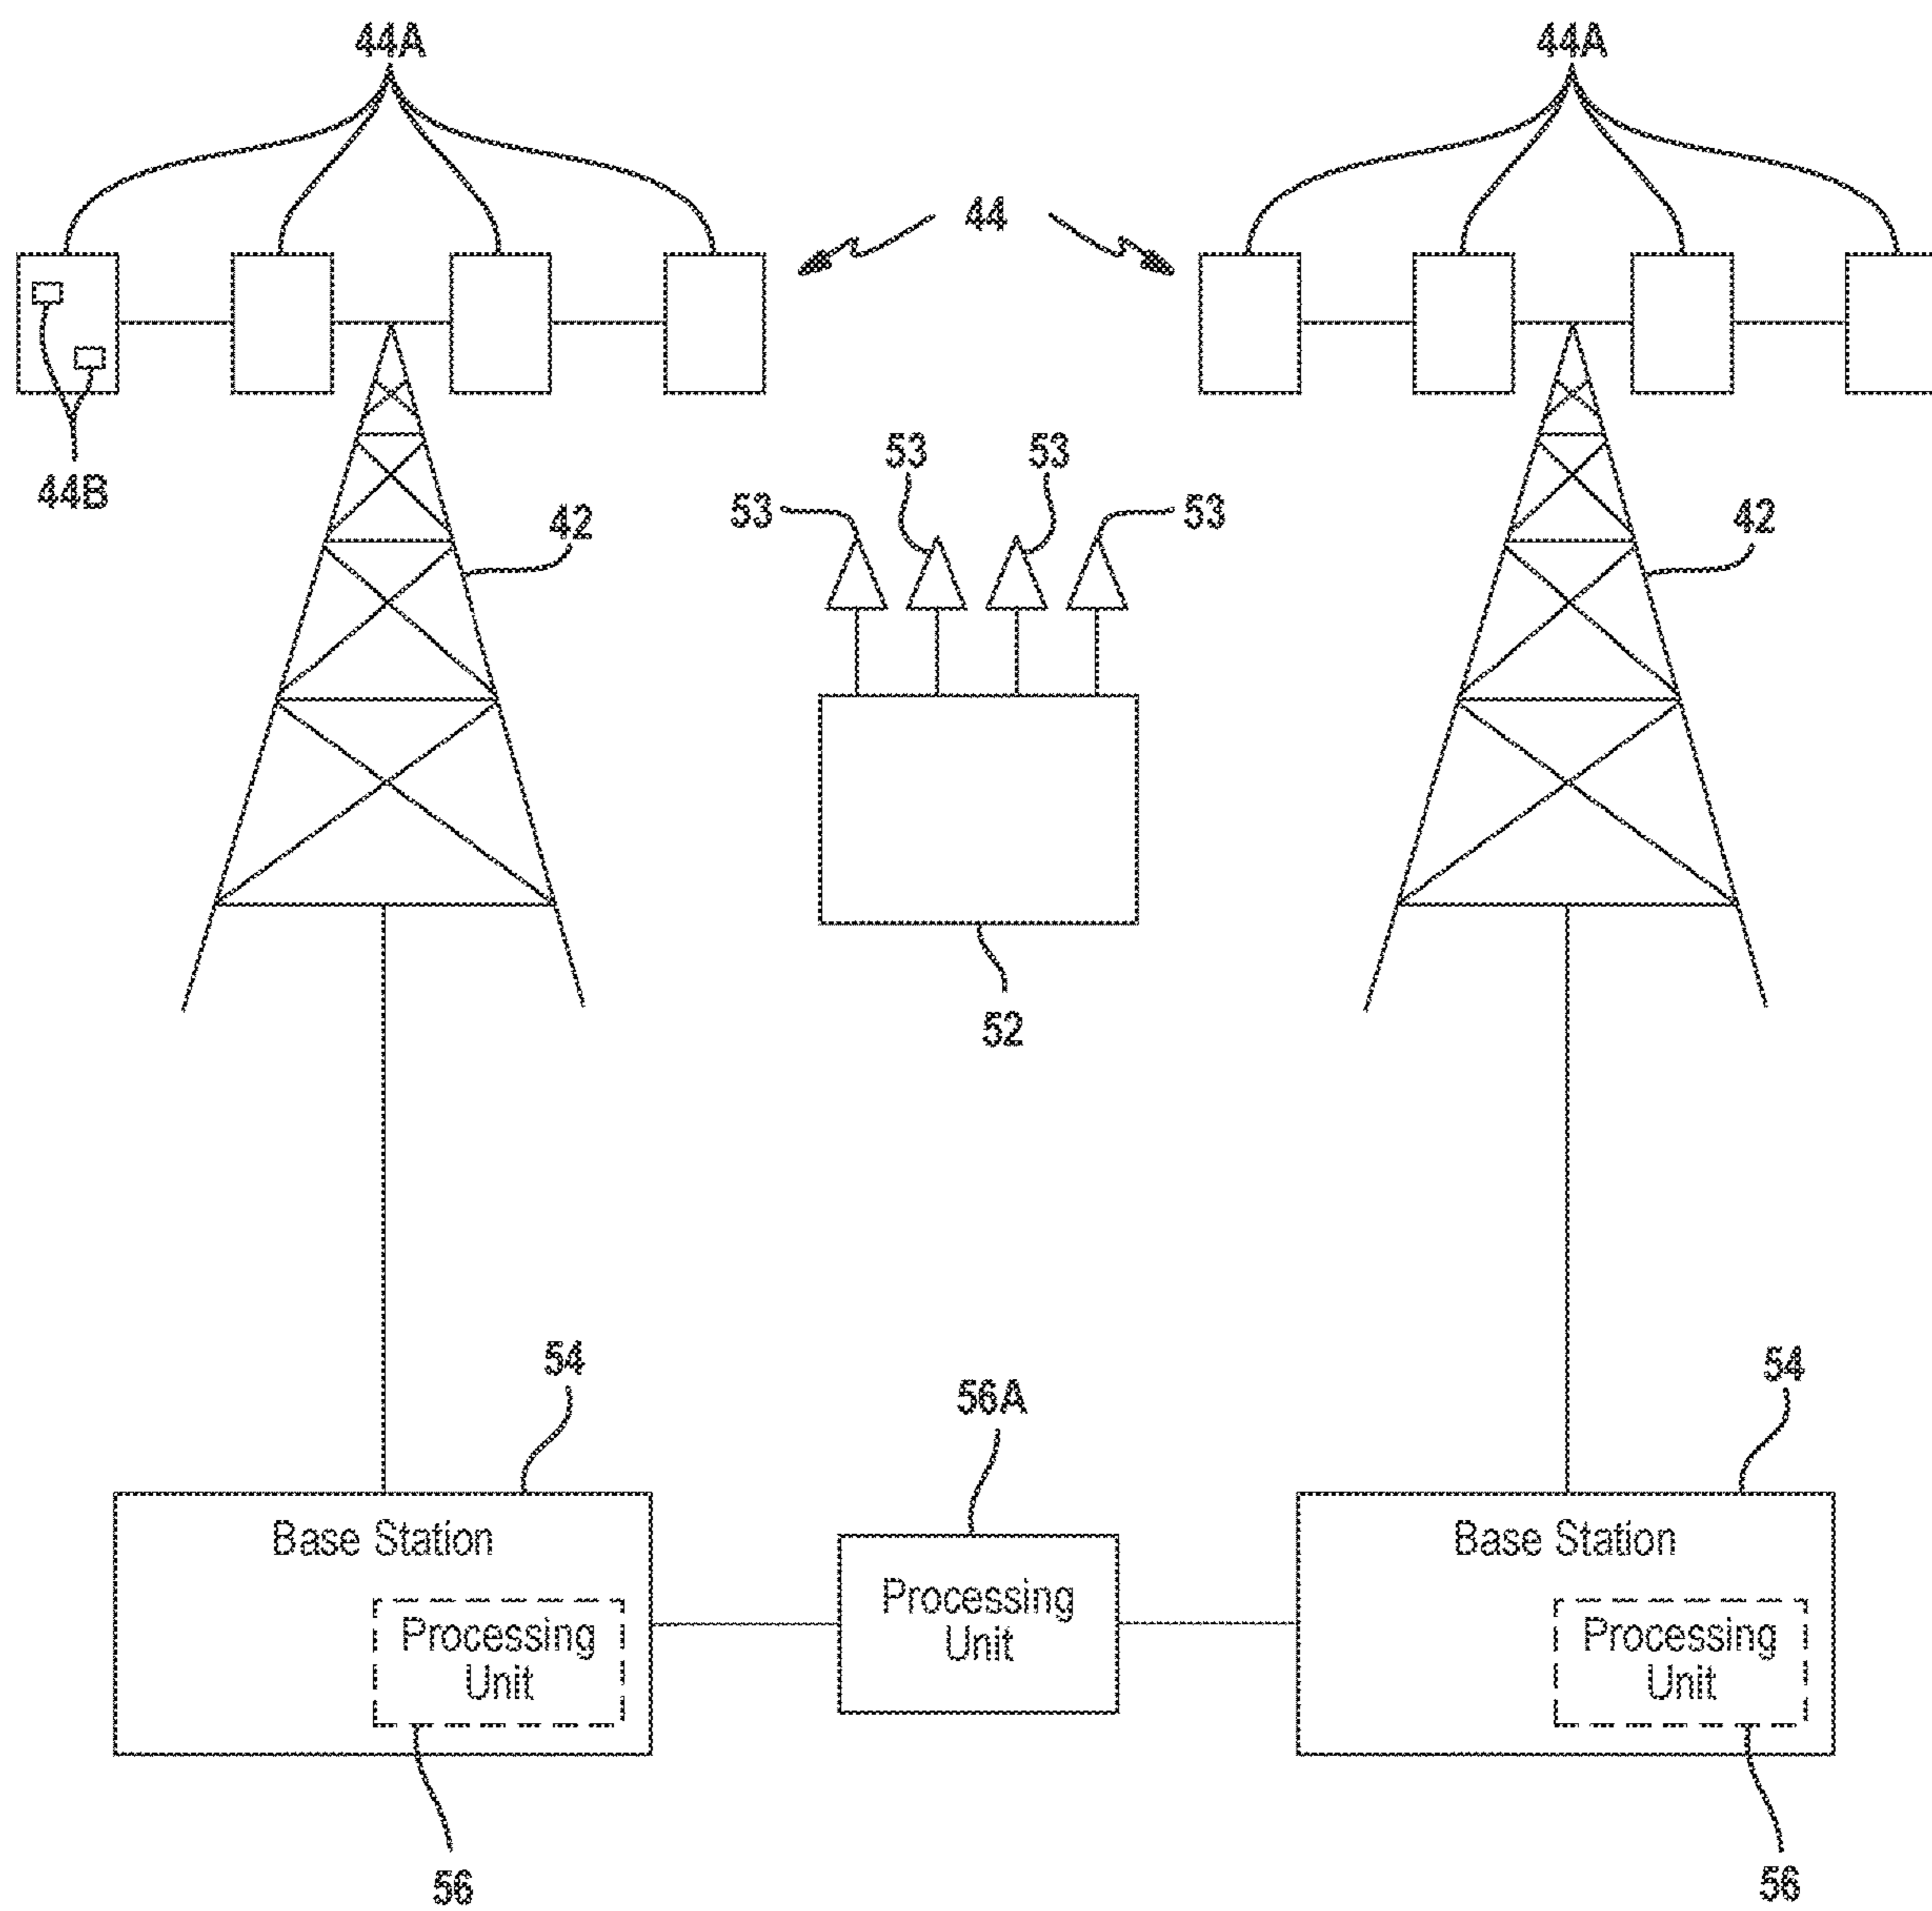 44A
44A
44
44B
53
53
53
53
42
42
52
54
56A
54
Base Station
Processing
Unit
Processing
Unit
Base Station
Processing
Unit
56
56